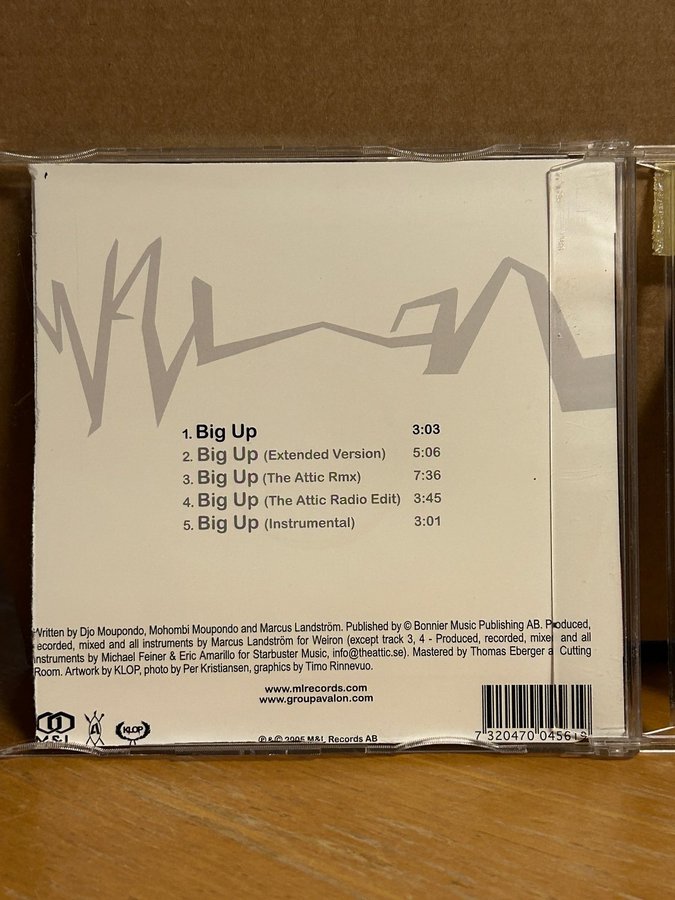 1. Big Up 3:03
2. Big Up (Extended Version) 5:06
3. Big Up (The Attic Rmx) 7:36
4. Big Up (The Attic Radio Edit) 3:45
5. Big Up (Instrumental) 3:01
Written by Djo Moupondo, Mohombi Moupondo and Marcus Landström. Published by © Bonnier Music Publishing AB. Produced,
ecorded, mixed and all instruments by Marcus Landström for Weiron (except track 3, 4 - Produced, recorded, mixe and all
instruments by Michael Feiner & Eric Amarillo for Starbuster Music, info@theattic.se). Mastered by Thomas Eberger a Cutting
Room. Artwork by KLOP, photo by Per Kristiansen, graphics by Timo Rinnevuo.
www.mlrecords.com
www.groupavalon.com
M&L A KLOP
℗ & © 2005 M&L Records AB
7 320470 045619